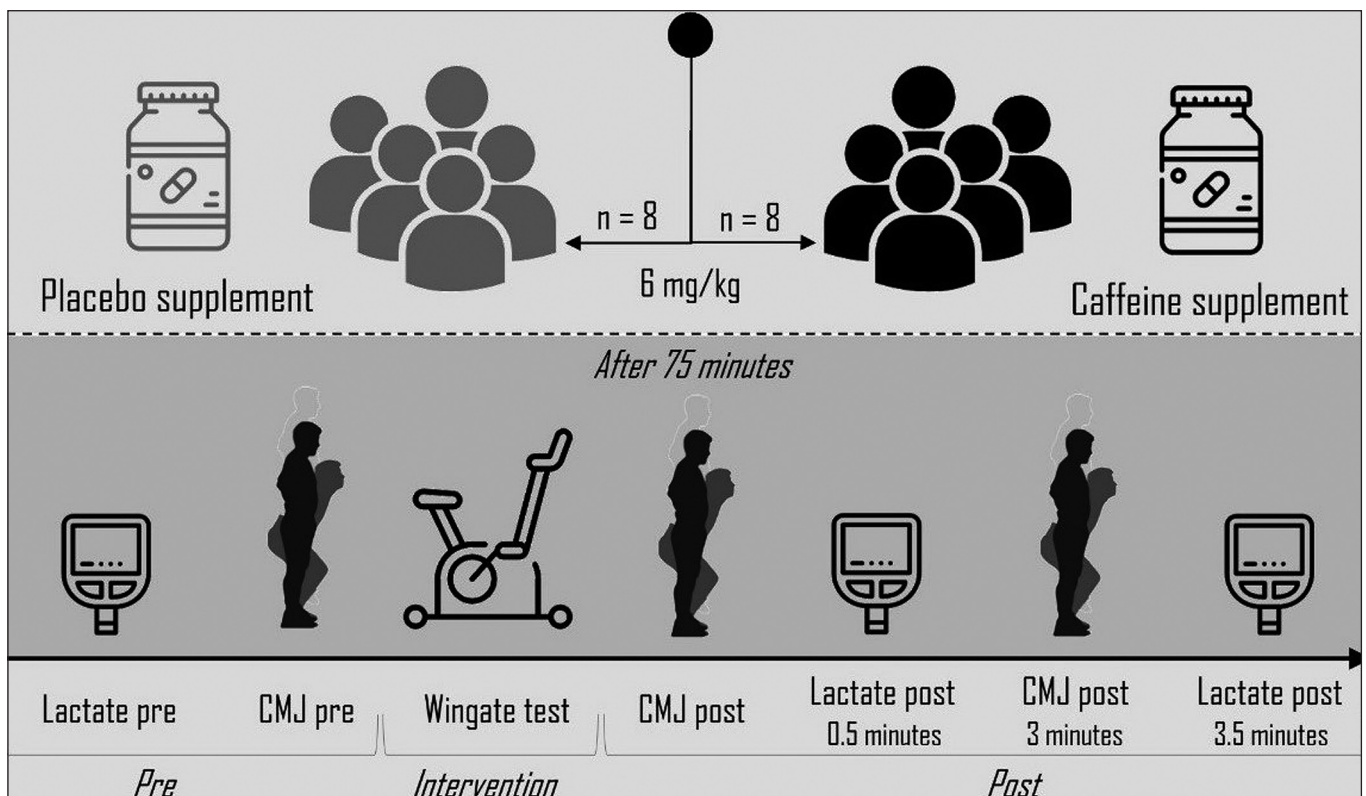 n = 8
n = 8
6 mg/kg
Placebo supplement
Caffeine supplement
After 75 minutes
Lactate pre
CMJ pre
Wingate test
CMJ post
Lactate post
0.5 minutes
CMJ post
3 minutes
Lactate post
3.5 minutes
Pre
Intervention
Post